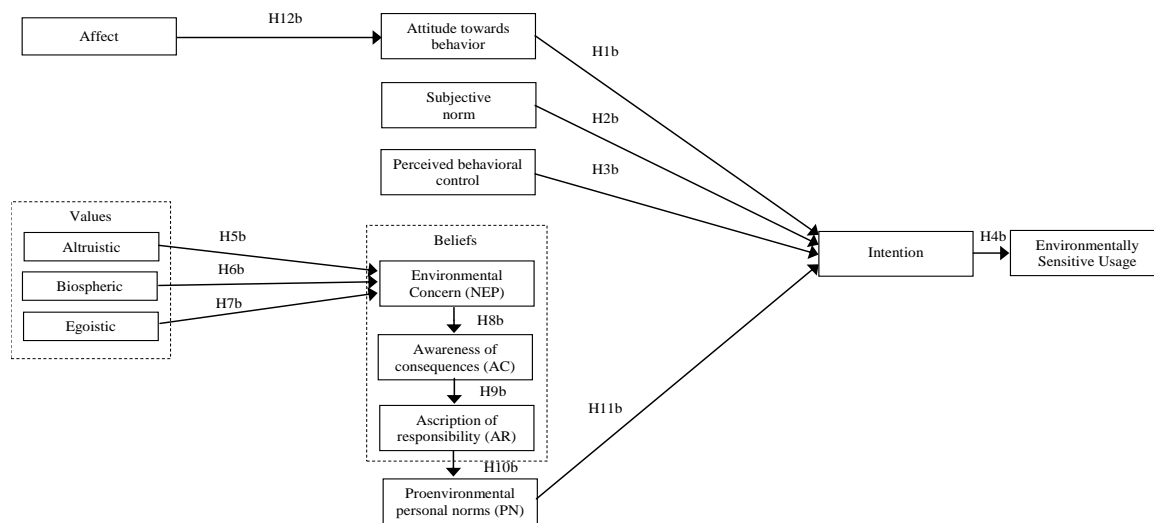 H12b
Affect
Attitude towards
behavior
H1b
Subjective
norm
H2b
Perceived behavioral
control
H3b
Values
Altruistic
H5b
Biospheric
H6b
Egoistic
H7b
Beliefs
Environmental
Concern (NEP)
H8b
Awareness of
consequences (AC)
H9b
Ascription of
responsibility (AR)
H10b
Proenvironmental
personal norms (PN)
H11b
Intention
H4b
Environmentally
Sensitive Usage